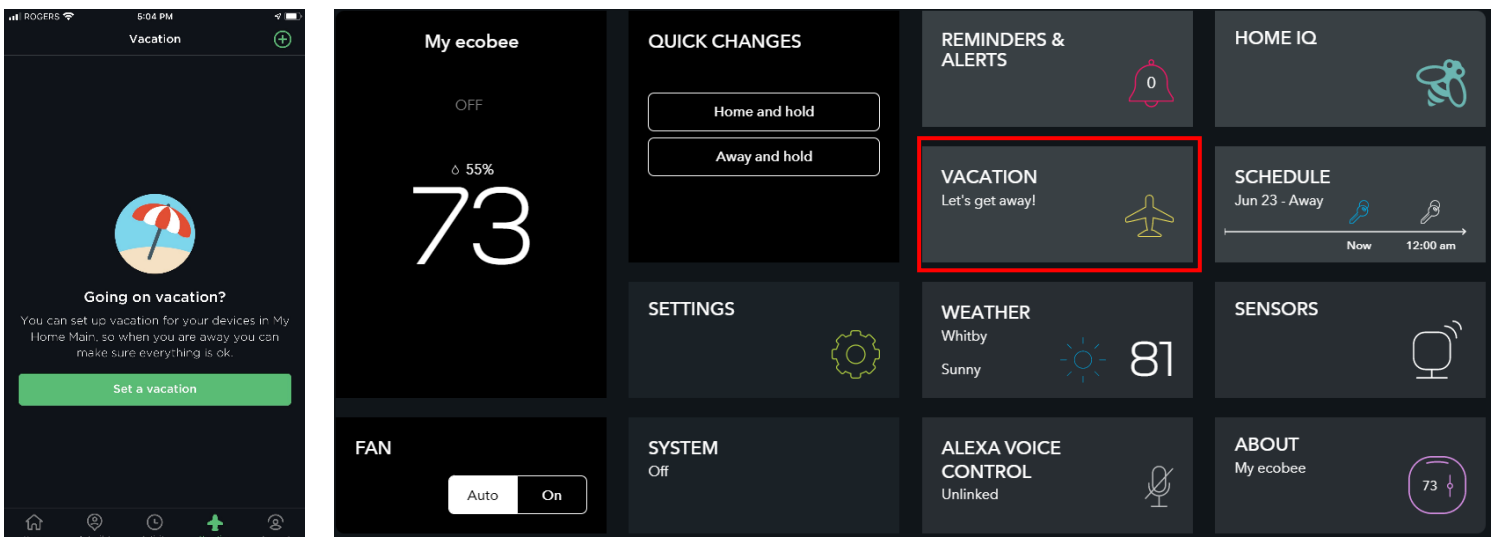 ROGERS
5:04 PM
Vacation
Going on vacation?
You can set up vacation for your devices in My
Home Main, so when you are away you can
make sure everything is ok.
Set a vacation
My ecobee
OFF
55%
73
FAN
Auto
On
QUICK CHANGES
Home and hold
Away and hold
SETTINGS
SYSTEM
Off
REMINDERS &
ALERTS
0
VACATION
Let's get away!
WEATHER
Whitby
Sunny
81
ALEXA VOICE
CONTROL
Unlinked
HOME IQ
SCHEDULE
Jun 23 - Away
Now
12:00 am
SENSORS
ABOUT
My ecobee
73